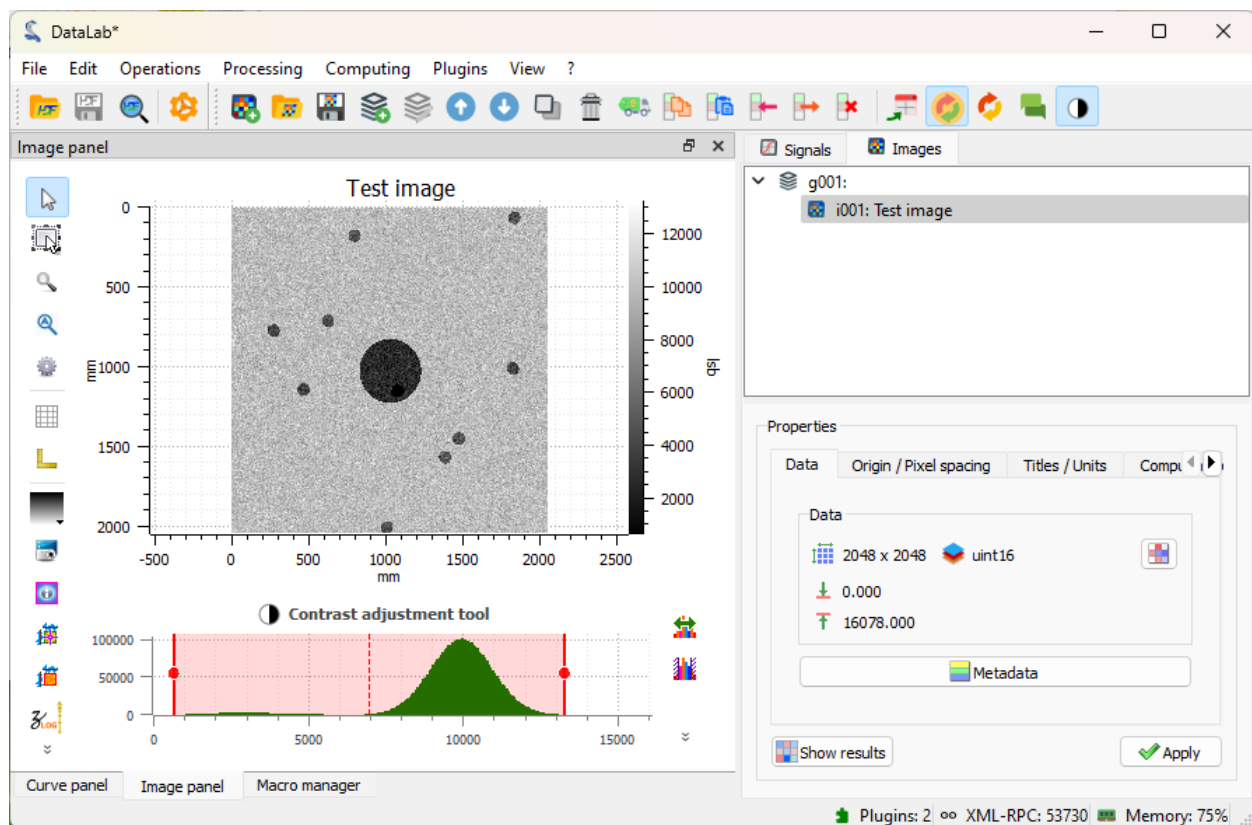 DataLab*
File Edit Operations Processing Computing Plugins View ?
Image panel
Signals Images
g001:
i001: Test image
Test image
0
500
1000
1500
2000
mm
-500 0 500 1000 1500 2000 2500
mm
12000
10000
8000
6000
4000
2000
lsb
Contrast adjustment tool
100000
50000
0
0 5000 10000 15000
LOG
Properties
Data Origin / Pixel spacing Titles / Units
Data
2048 x 2048 uint16
0.000
16078.000
Metadata
Show results Apply
Curve panel Image panel Macro manager
Plugins: 2 XML-RPC: 53730 Memory: 75%